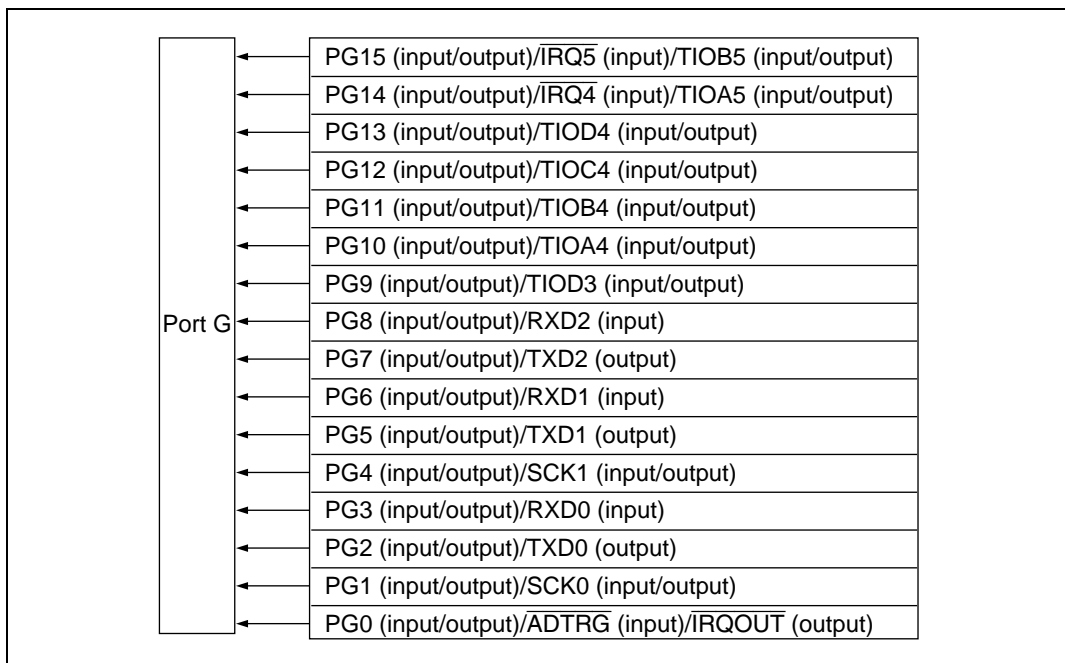 PG15 (input/output)/I̅R̅Q̅5̅ (input)/TIOB5 (input/output)
PG14 (input/output)/I̅R̅Q̅4̅ (input)/TIOA5 (input/output)
PG13 (input/output)/TIOD4 (input/output)
PG12 (input/output)/TIOC4 (input/output)
PG11 (input/output)/TIOB4 (input/output)
PG10 (input/output)/TIOA4 (input/output)
PG9 (input/output)/TIOD3 (input/output)
Port G
PG8 (input/output)/RXD2 (input)
PG7 (input/output)/TXD2 (output)
PG6 (input/output)/RXD1 (input)
PG5 (input/output)/TXD1 (output)
PG4 (input/output)/SCK1 (input/output)
PG3 (input/output)/RXD0 (input)
PG2 (input/output)/TXD0 (output)
PG1 (input/output)/SCK0 (input/output)
PG0 (input/output)/A̅D̅T̅R̅G̅ (input)/I̅R̅Q̅O̅U̅T̅ (output)